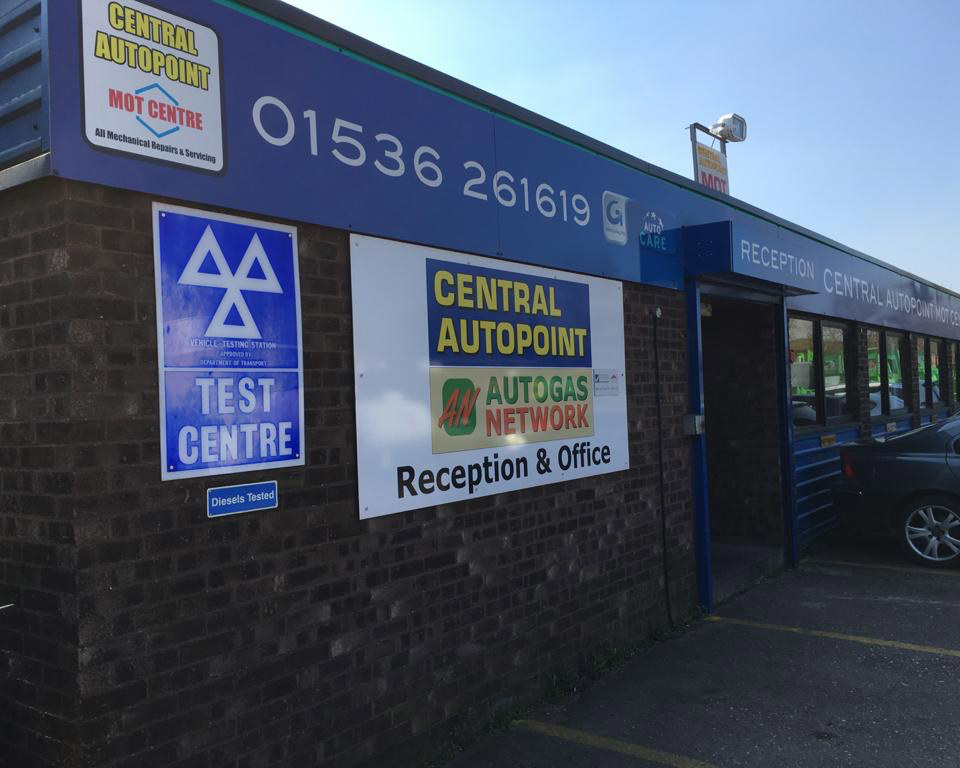 CENTRAL
AUTOPOINT
MOT CENTRE
All Mechanical Repairs & Servicing
01536 261619
AUTO
CARE
MOT
RECEPTION
CENTRAL AUTOPOINT MOT CE
VEHICLE TESTING STATION
APPROVED BY
DEPARTMENT OF TRANSPORT
TEST
CENTRE
Diesels Tested
CENTRAL
AUTOPOINT
AN AUTOGAS
NETWORK
Reception & Office